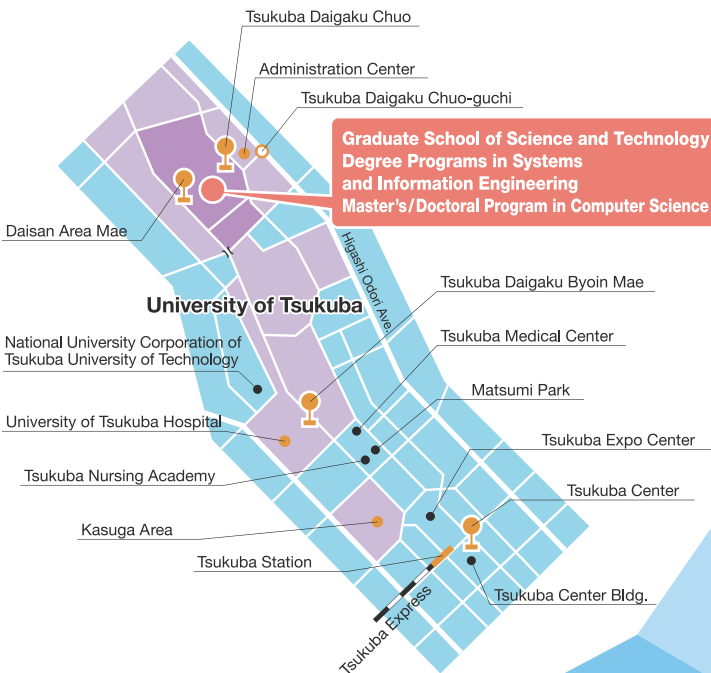 Tsukuba Daigaku Chuo
Administration Center
Tsukuba Daigaku Chuo-guchi
Graduate School of Science and Technology
Degree Programs in Systems
and Information Engineering
Master's/Doctoral Program in Computer Science
Daisan Area Mae
Higashi Odori Ave.
Tsukuba Daigaku Byoin Mae
University of Tsukuba
National University Corporation of
Tsukuba University of Technology
Tsukuba Medical Center
Matsumi Park
University of Tsukuba Hospital
Tsukuba Expo Center
Tsukuba Nursing Academy
Tsukuba Center
Kasuga Area
Tsukuba Station
Tsukuba Center Bldg.
Tsukuba Express